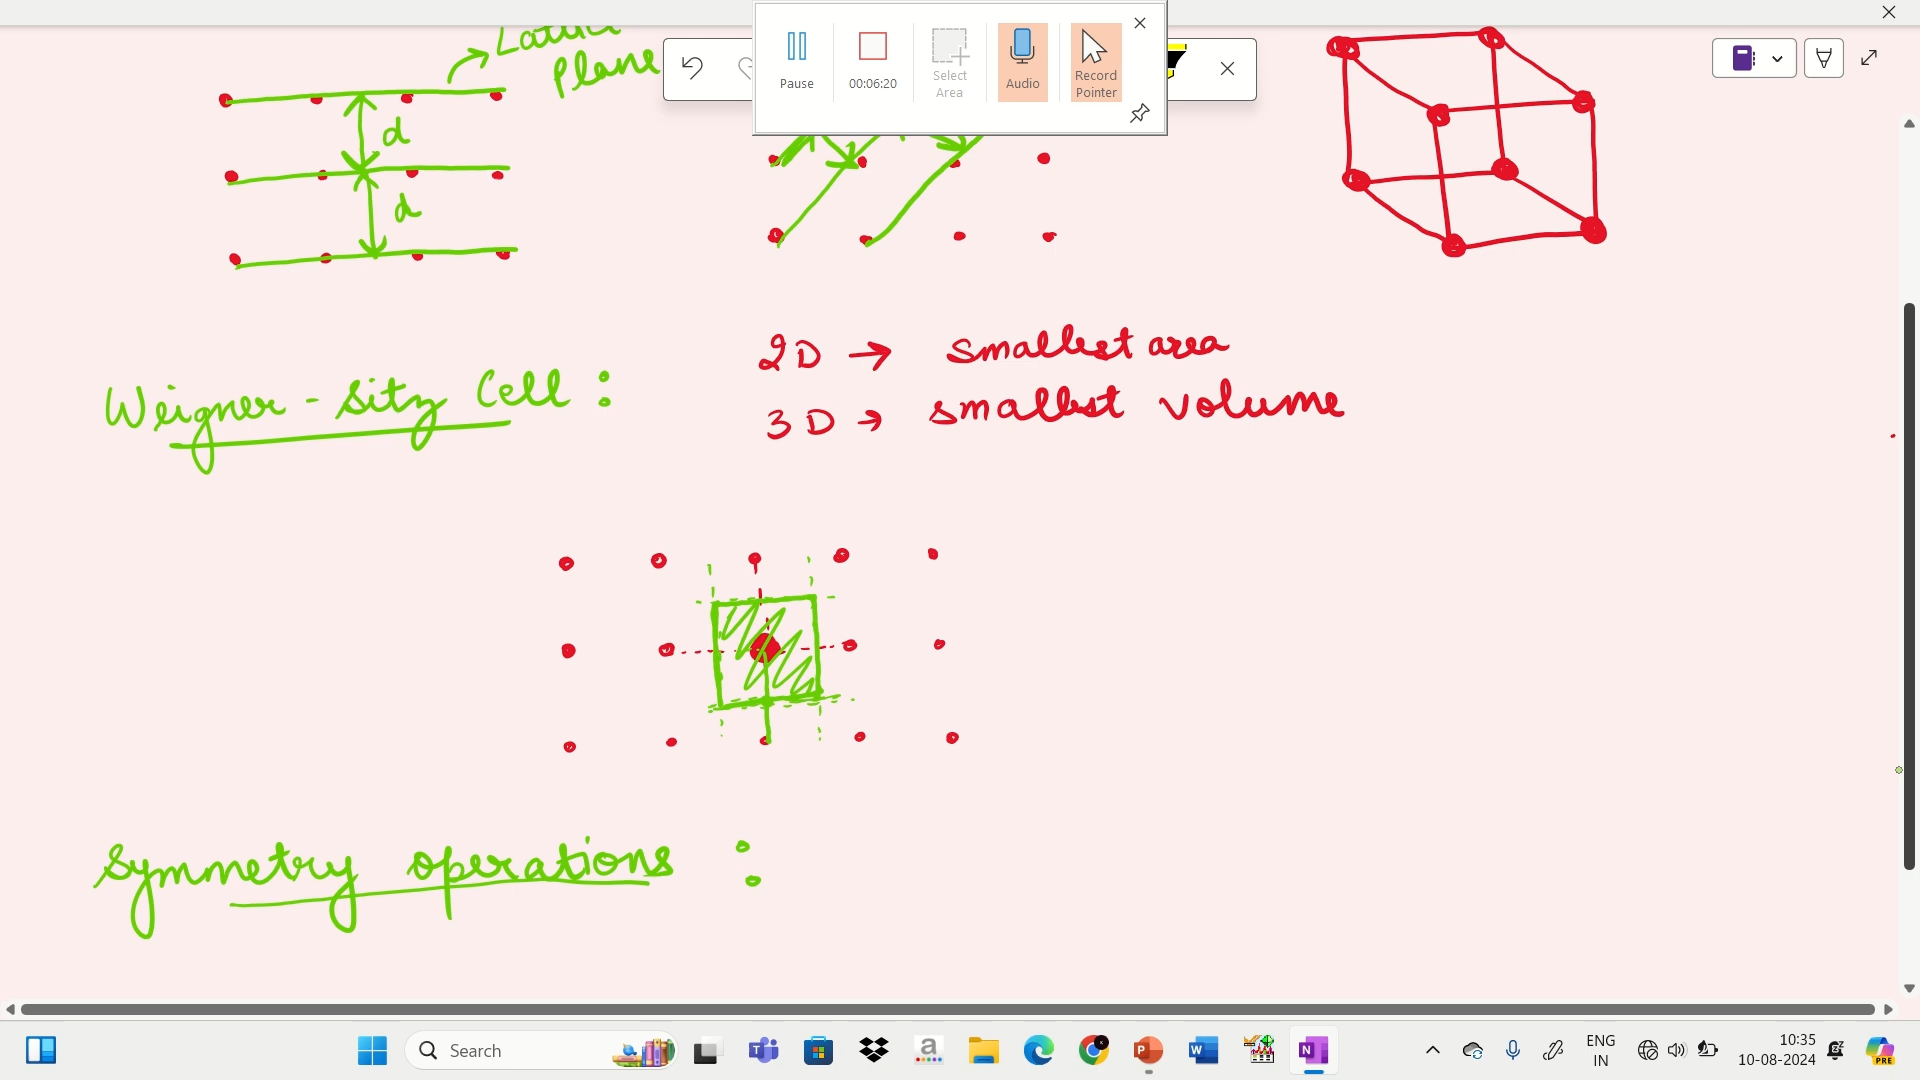 Pause
00:06:20
Select
Area
Audio
Record
Pointer
Plane
d
d
2D → smallest area
3D → smallest volume
Weigner - Sitz Cell :
Symmetry operations :
Search
ENG
IN
10:35
10-08-2024
PRE